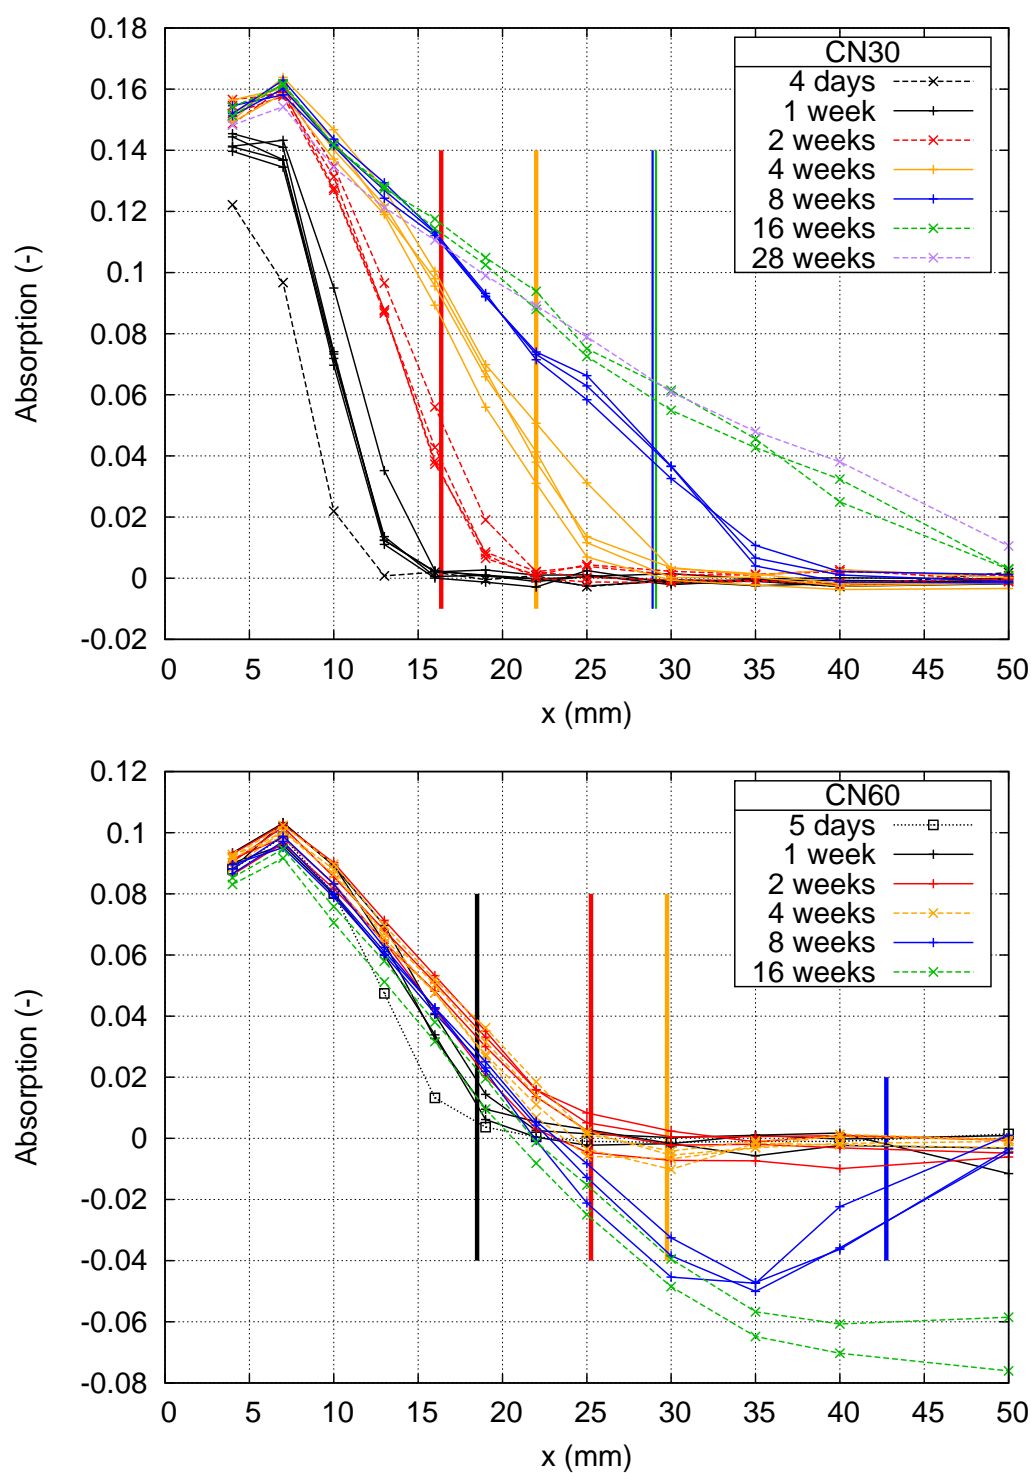 0.18
0.16
0.14
0.12
0.1
0.08
0.06
0.04
0.02
0
-0.02
Absorption (-)
0 5 10 15 20 25 30 35 40 45 50
x (mm)
CN30
4 days
1 week
2 weeks
4 weeks
8 weeks
16 weeks
28 weeks
0.12
0.1
0.08
0.06
0.04
0.02
0
-0.02
-0.04
-0.06
-0.08
Absorption (-)
0 5 10 15 20 25 30 35 40 45 50
x (mm)
CN60
5 days
1 week
2 weeks
4 weeks
8 weeks
16 weeks